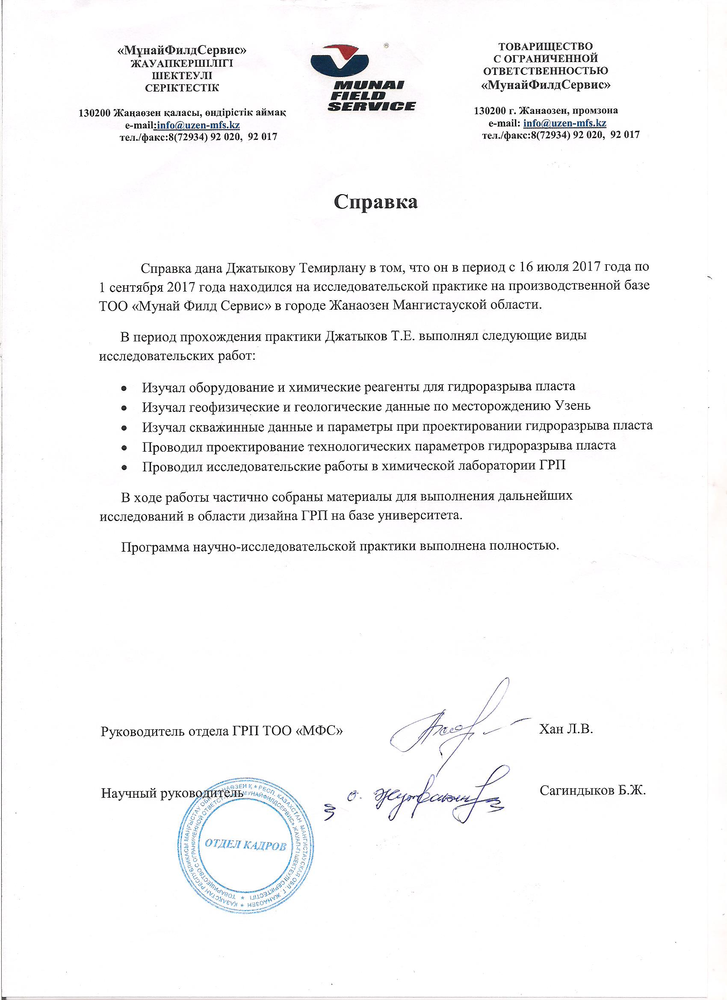 «МұнайФилдСервис»
ЖАУАПКЕРШІЛІГІ
ШЕКТЕУЛІ
СЕРІКТЕСТІК
130200 Жаңаөзен қаласы, өндірістік аймақ
e-mail:info@uzen-mfs.kz
тел./факс:8(72934) 92 020, 92 017
®
MUNAI
FIELD
SERVICE
ТОВАРИЩЕСТВО
С ОГРАНИЧЕННОЙ
ОТВЕТСТВЕННОСТЬЮ
«МунайФилдСервис»
130200 г. Жанаозен, промзона
e-mail: info@uzen-mfs.kz
тел./факс:8(72934) 92 020, 92 017
Справка
Справка дана Джатыкову Темирлану в том, что он в период с 16 июля 2017 года по
1 сентября 2017 года находился на исследовательской практике на производственной базе
ТОО «Мунай Филд Сервис» в городе Жанаозен Мангистауской области.
В период прохождения практики Джатыков Т.Е. выполнял следующие виды
исследовательских работ:
• Изучал оборудование и химические реагенты для гидроразрыва пласта
• Изучал геофизические и геологические данные по месторождению Узень
• Изучал скважинные данные и параметры при проектировании гидроразрыва пласта
• Проводил проектирование технологических параметров гидроразрыва пласта
• Проводил исследовательские работы в химической лаборатории ГРП
В ходе работы частично собраны материалы для выполнения дальнейших
исследований в области дизайна ГРП на базе университета.
Программа научно-исследовательской практики выполнена полностью.
Руководитель отдела ГРП ТОО «МФС» Хан Л.В.
Научный руководитель Сагиндыков Б.Ж.
ҚАЗАҚСТАН РЕСПУБЛИКАСЫ МАҢҒЫСТАУ ОБЛ. ЖАҢАӨЗЕН Қ. * РЕСП. КАЗАХСТАН МАНГИСТАУСКАЯ ОБЛ. Г. ЖАНАОЗЕН *
ТОВАРИЩЕСТВО С ОГРАНИЧЕННОЙ ОТВЕТСТ- «МУНАЙФИЛДСЕРВИС» ЖАУАП-ГІ ШЕКТЕУЛІ СЕРІКТЕСТІГІ *
ОТДЕЛ КАДРОВ